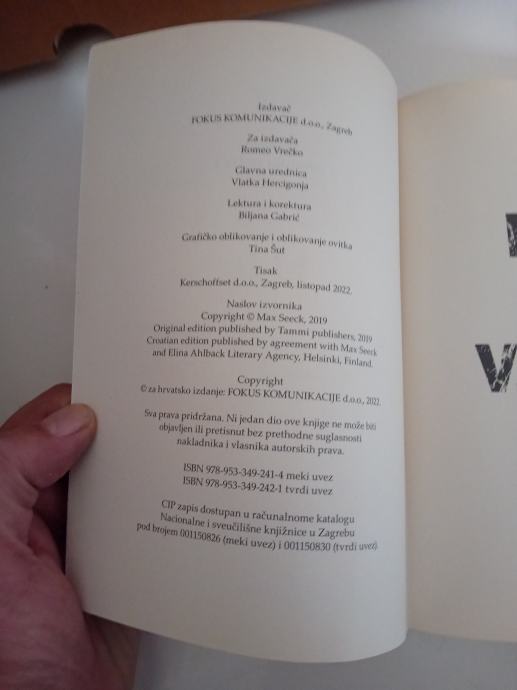 Izdavač
FOKUS KOMUNIKACIJE d.o.o., Zagreb
Za izdavača
Romeo Vrečko
Glavna urednica
Vlatka Hercigonja
Lektura i korektura
Biljana Gabrić
Grafičko oblikovanje i oblikovanje ovitka
Tina Šut
Tisak
Kerschoffset d.o.o., Zagreb, listopad 2022.
Naslov izvornika
Copyright © Max Seeck, 2019
Original edition published by Tammi publishers, 2019
Croatian edition published by agreement with Max Seeck
and Elina Ahlback Literary Agency, Helsinki, Finland.
Copyright
© za hrvatsko izdanje: FOKUS KOMUNIKACIJE d.o.o., 2022.
Sva prava pridržana. Ni jedan dio ove knjige ne može biti
objavljen ili pretisnut bez prethodne suglasnosti
nakladnika i vlasnika autorskih prava.
ISBN 978-953-349-241-4 meki uvez
ISBN 978-953-349-242-1 tvrdi uvez
CIP zapis dostupan u računalnome katalogu
Nacionalne i sveučilišne knjižnice u Zagrebu
pod brojem 001150826 (meki uvez) i 001150830 (tvrdi uvez)
V